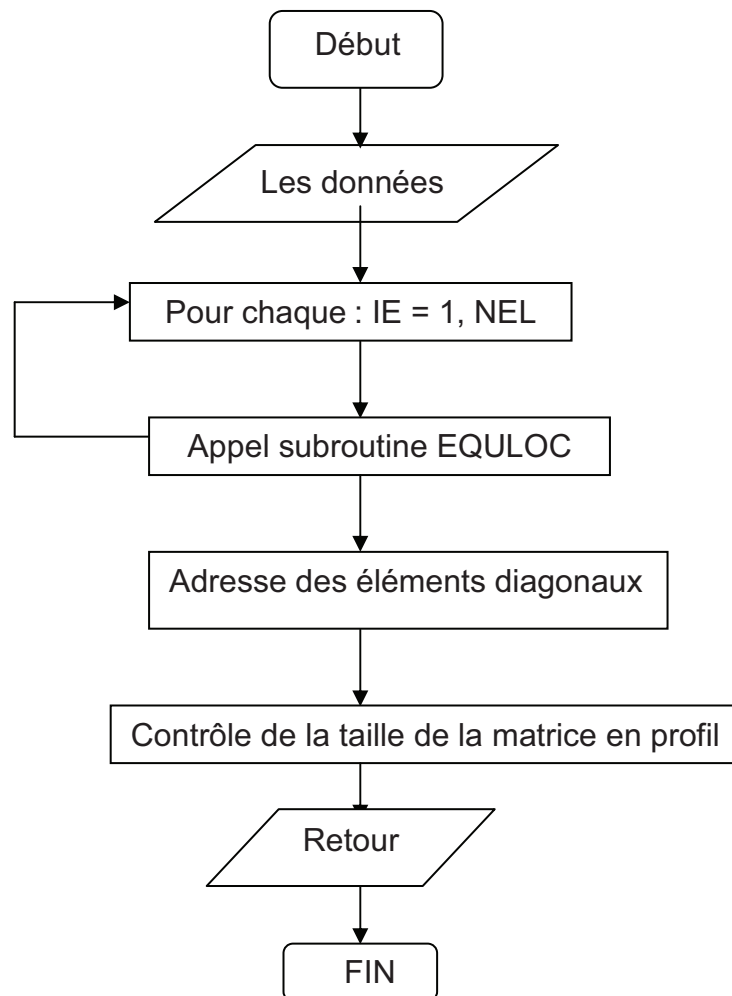 Début
Les données
Pour chaque : IE = 1, NEL
Appel subroutine EQULOC
Adresse des éléments diagonaux
Contrôle de la taille de la matrice en profil
Retour
FIN